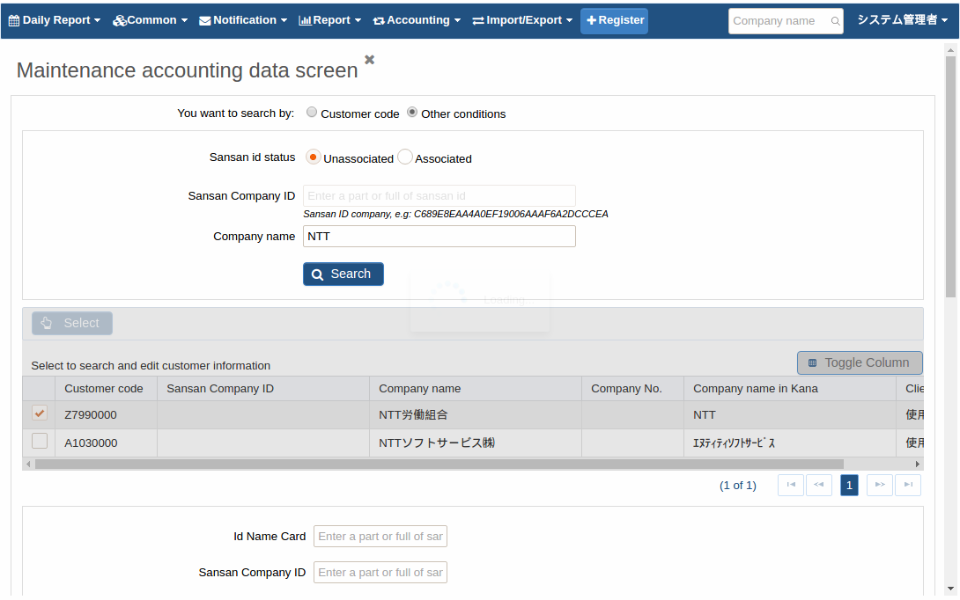 Daily Report Common Notification Report Accounting Import/Export Register Company name システム管理者
Maintenance accounting data screen
You want to search by: Customer code Other conditions
Sansan id status Unassociated Associated
Sansan Company ID Enter a part or full of sansan id
Sansan ID company, e.g: C689E8EAA4A0EF19006AAAF6A2DCCCEA
Company name NTT
Search
Loading
Select
Select to search and edit customer information Toggle Column
Customer code Sansan Company ID Company name Company No. Company name in Kana Clie
Z7990000 NTT労働組合 NTT 使用
A1030000 NTTソフトサービス㈱ ｴﾇﾃｨﾃｨｿﾌﾄｻｰﾋﾞｽ 使用
(1 of 1) 1
Id Name Card Enter a part or full of sar
Sansan Company ID Enter a part or full of sar